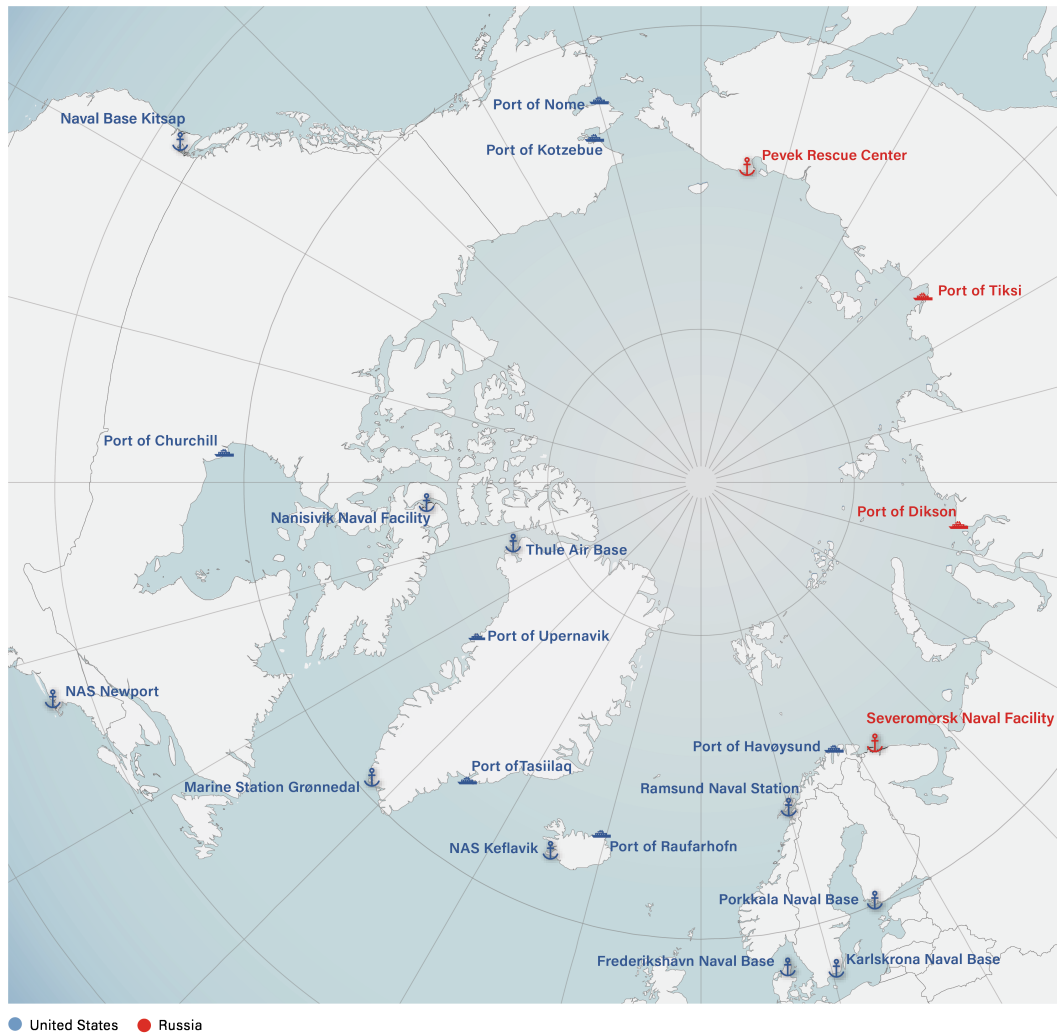 Port of Nome
Naval Base Kitsap
Port of Kotzebue
Pevek Rescue Center
Port of Tiksi
Port of Churchill
Port of Dikson
Nanisivik Naval Facility
Thule Air Base
Port of Upernavik
NAS Newport
Severomorsk Naval Facility
Port of Havøysund
Port ofTasiilaq
Marine Station Grønnedal
Ramsund Naval Station
NAS Keflavik
Port of Raufarhofn
Porkkala Naval Base
Frederikshavn Naval Base
Karlskrona Naval Base
United States
Russia